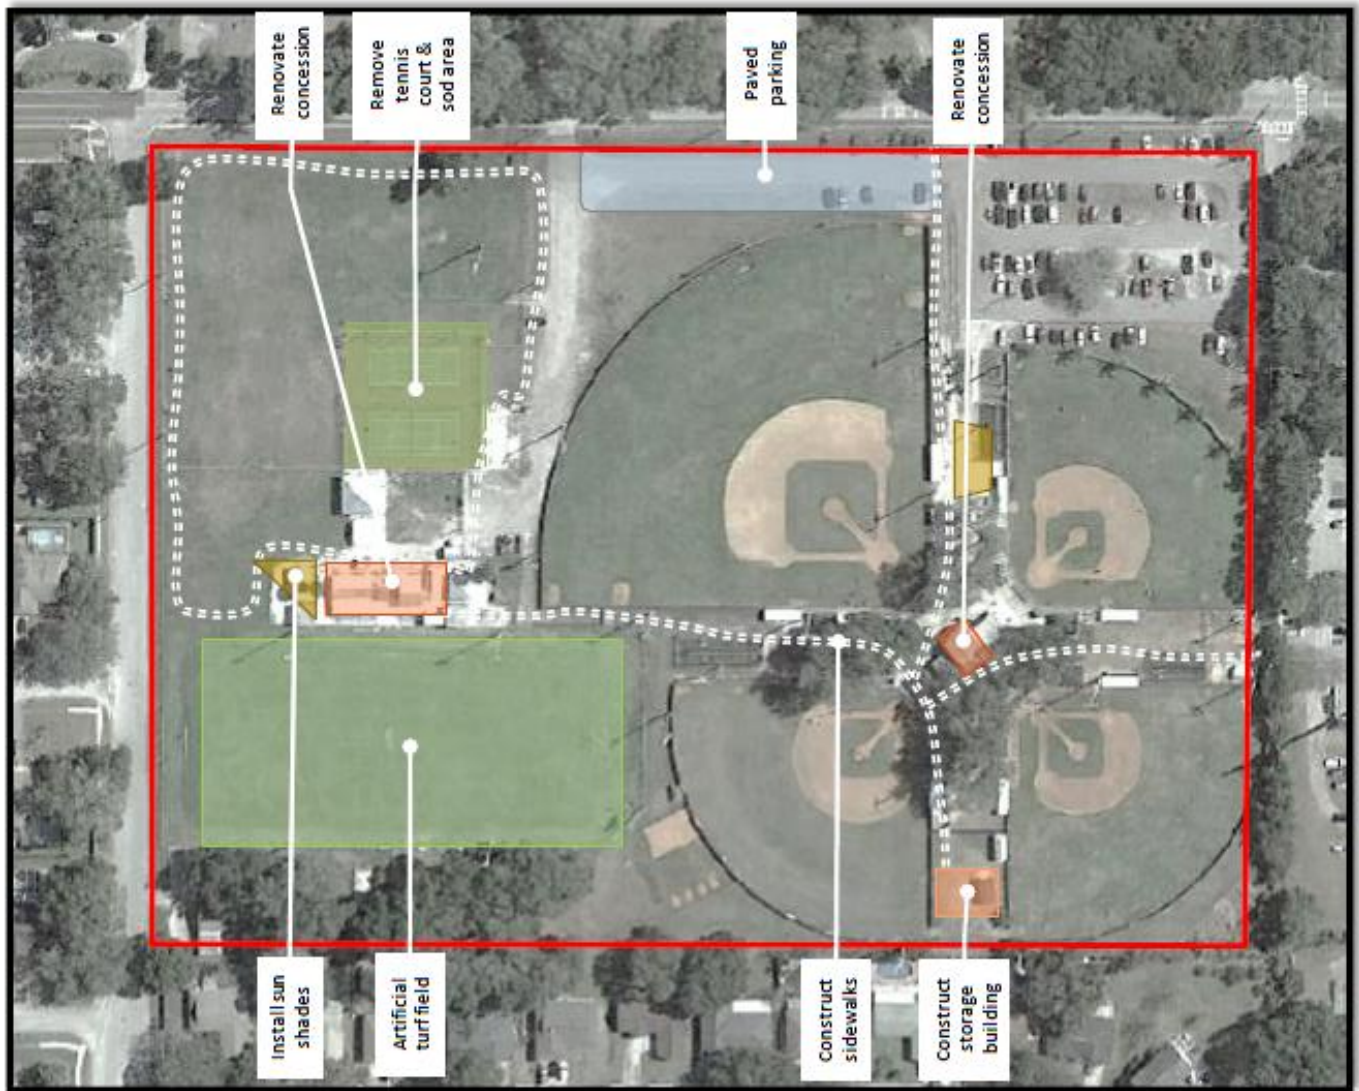 Renovate
concession
Remove
tennis
court &
sod area
Paved
parking
Renovate
concession
Install sun
shades
Artificial
turf field
Construct
sidewalks
Construct
storage
building